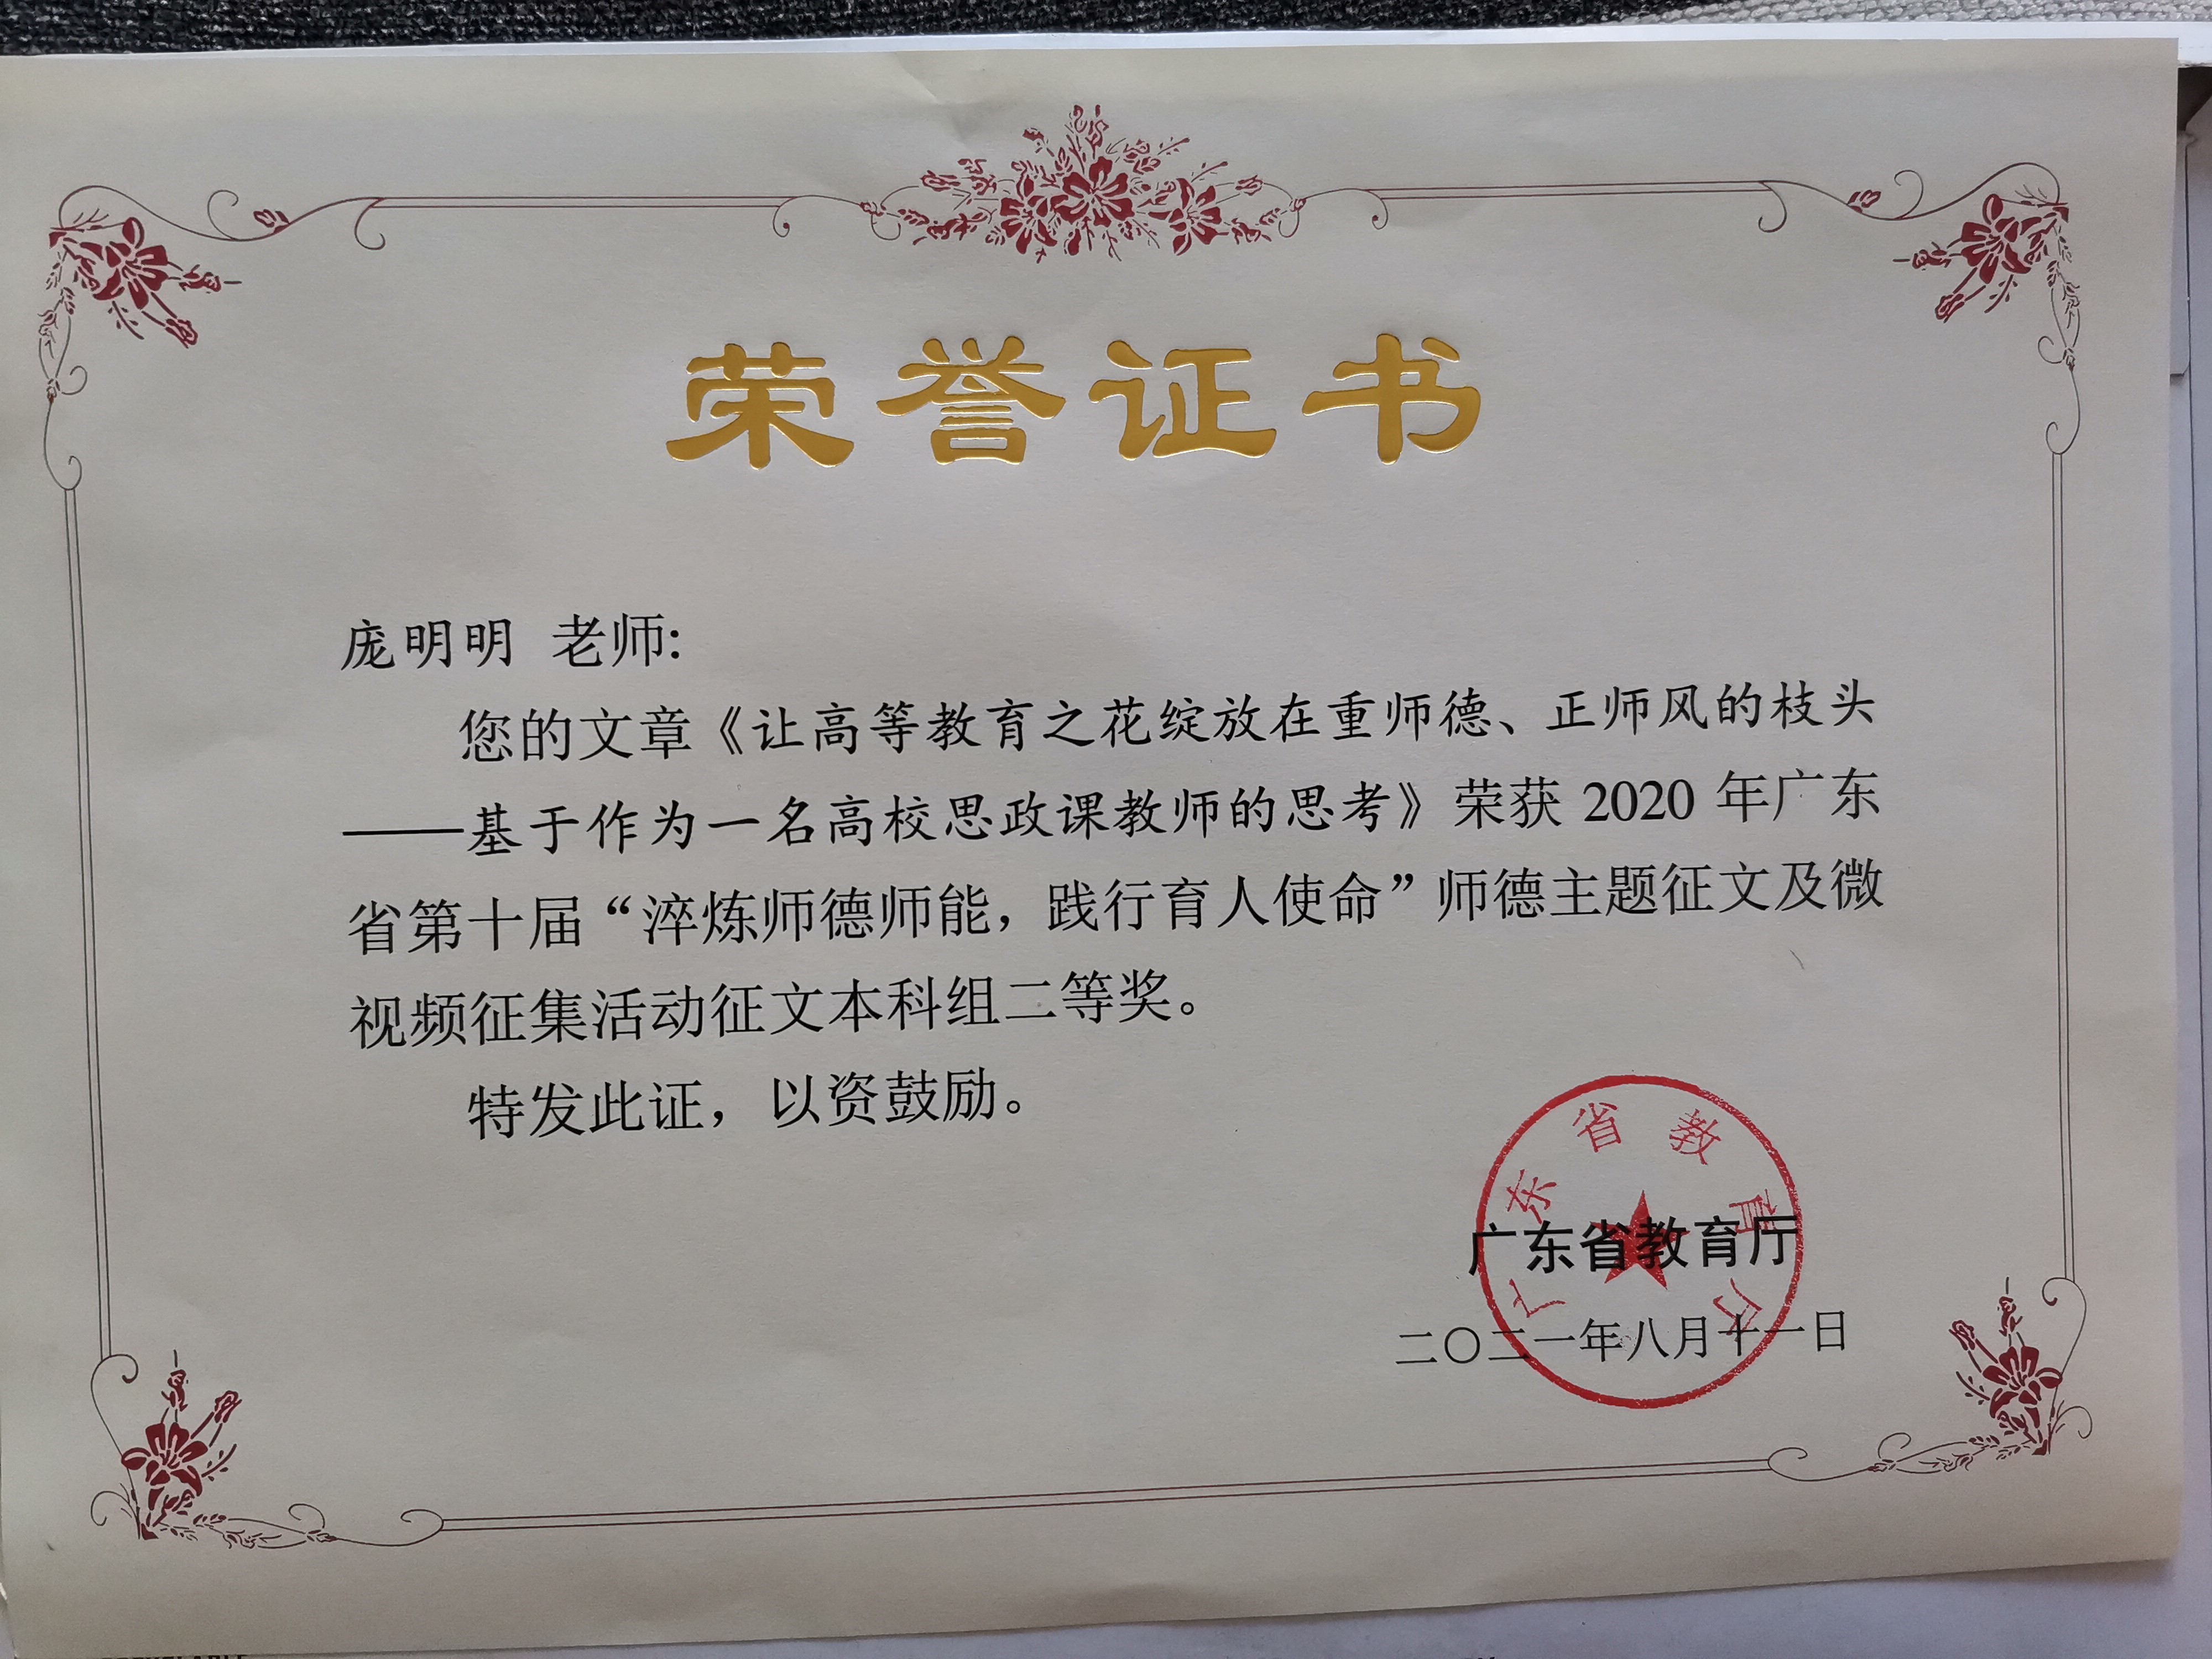 荣誉证书
庞明明 老师:
您的文章《让高等教育之花绽放在重师德、正师风的枝头
——基于作为一名高校思政课教师的思考》荣获 2020 年广东
省第十届“淬炼师德师能，践行育人使命”师德主题征文及微
视频征集活动征文本科组二等奖。
特发此证，以资鼓励。
广东省教育厅
广东省教育厅
二〇二一年八月十一日